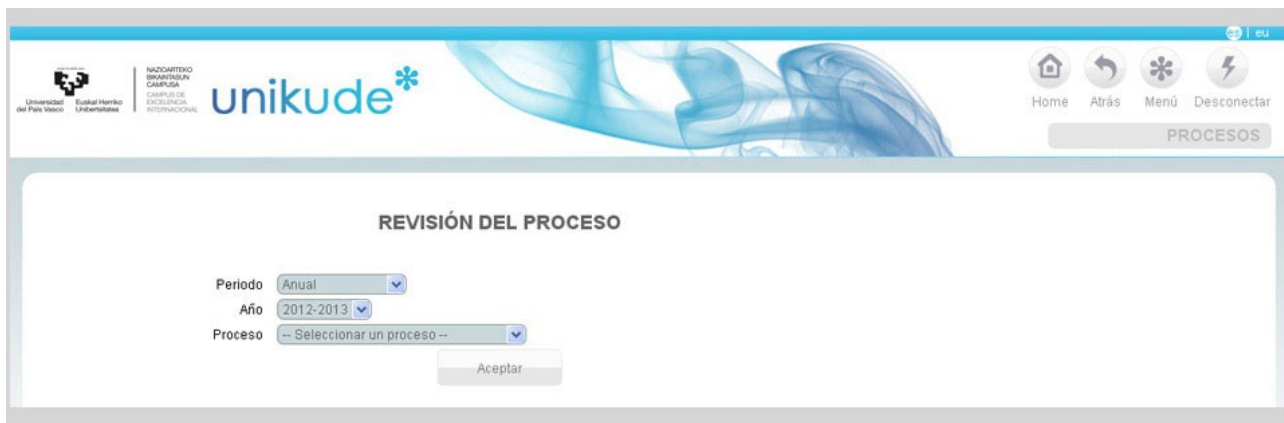 es | eu
Universidad del País Vasco
Euskal Herriko Unibertsitatea
NAZIOARTEKO
BIKAINTASUN
CAMPUSA
CAMPUS DE
EXCELENCIA
INTERNACIONAL
unikude*
Home Atrás Menú Desconectar
PROCESOS
REVISIÓN DEL PROCESO
Periodo Anual
Año 2012-2013
Proceso -- Seleccionar un proceso --
Aceptar